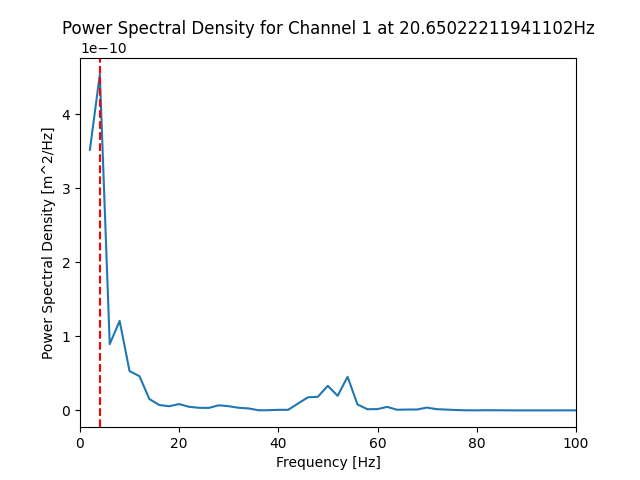 Power Spectral Density for Channel 1 at 20.65022211941102Hz
1e−10
Power Spectral Density [m^2/Hz]
4
3
2
1
0
0 20 40 60 80 100
Frequency [Hz]